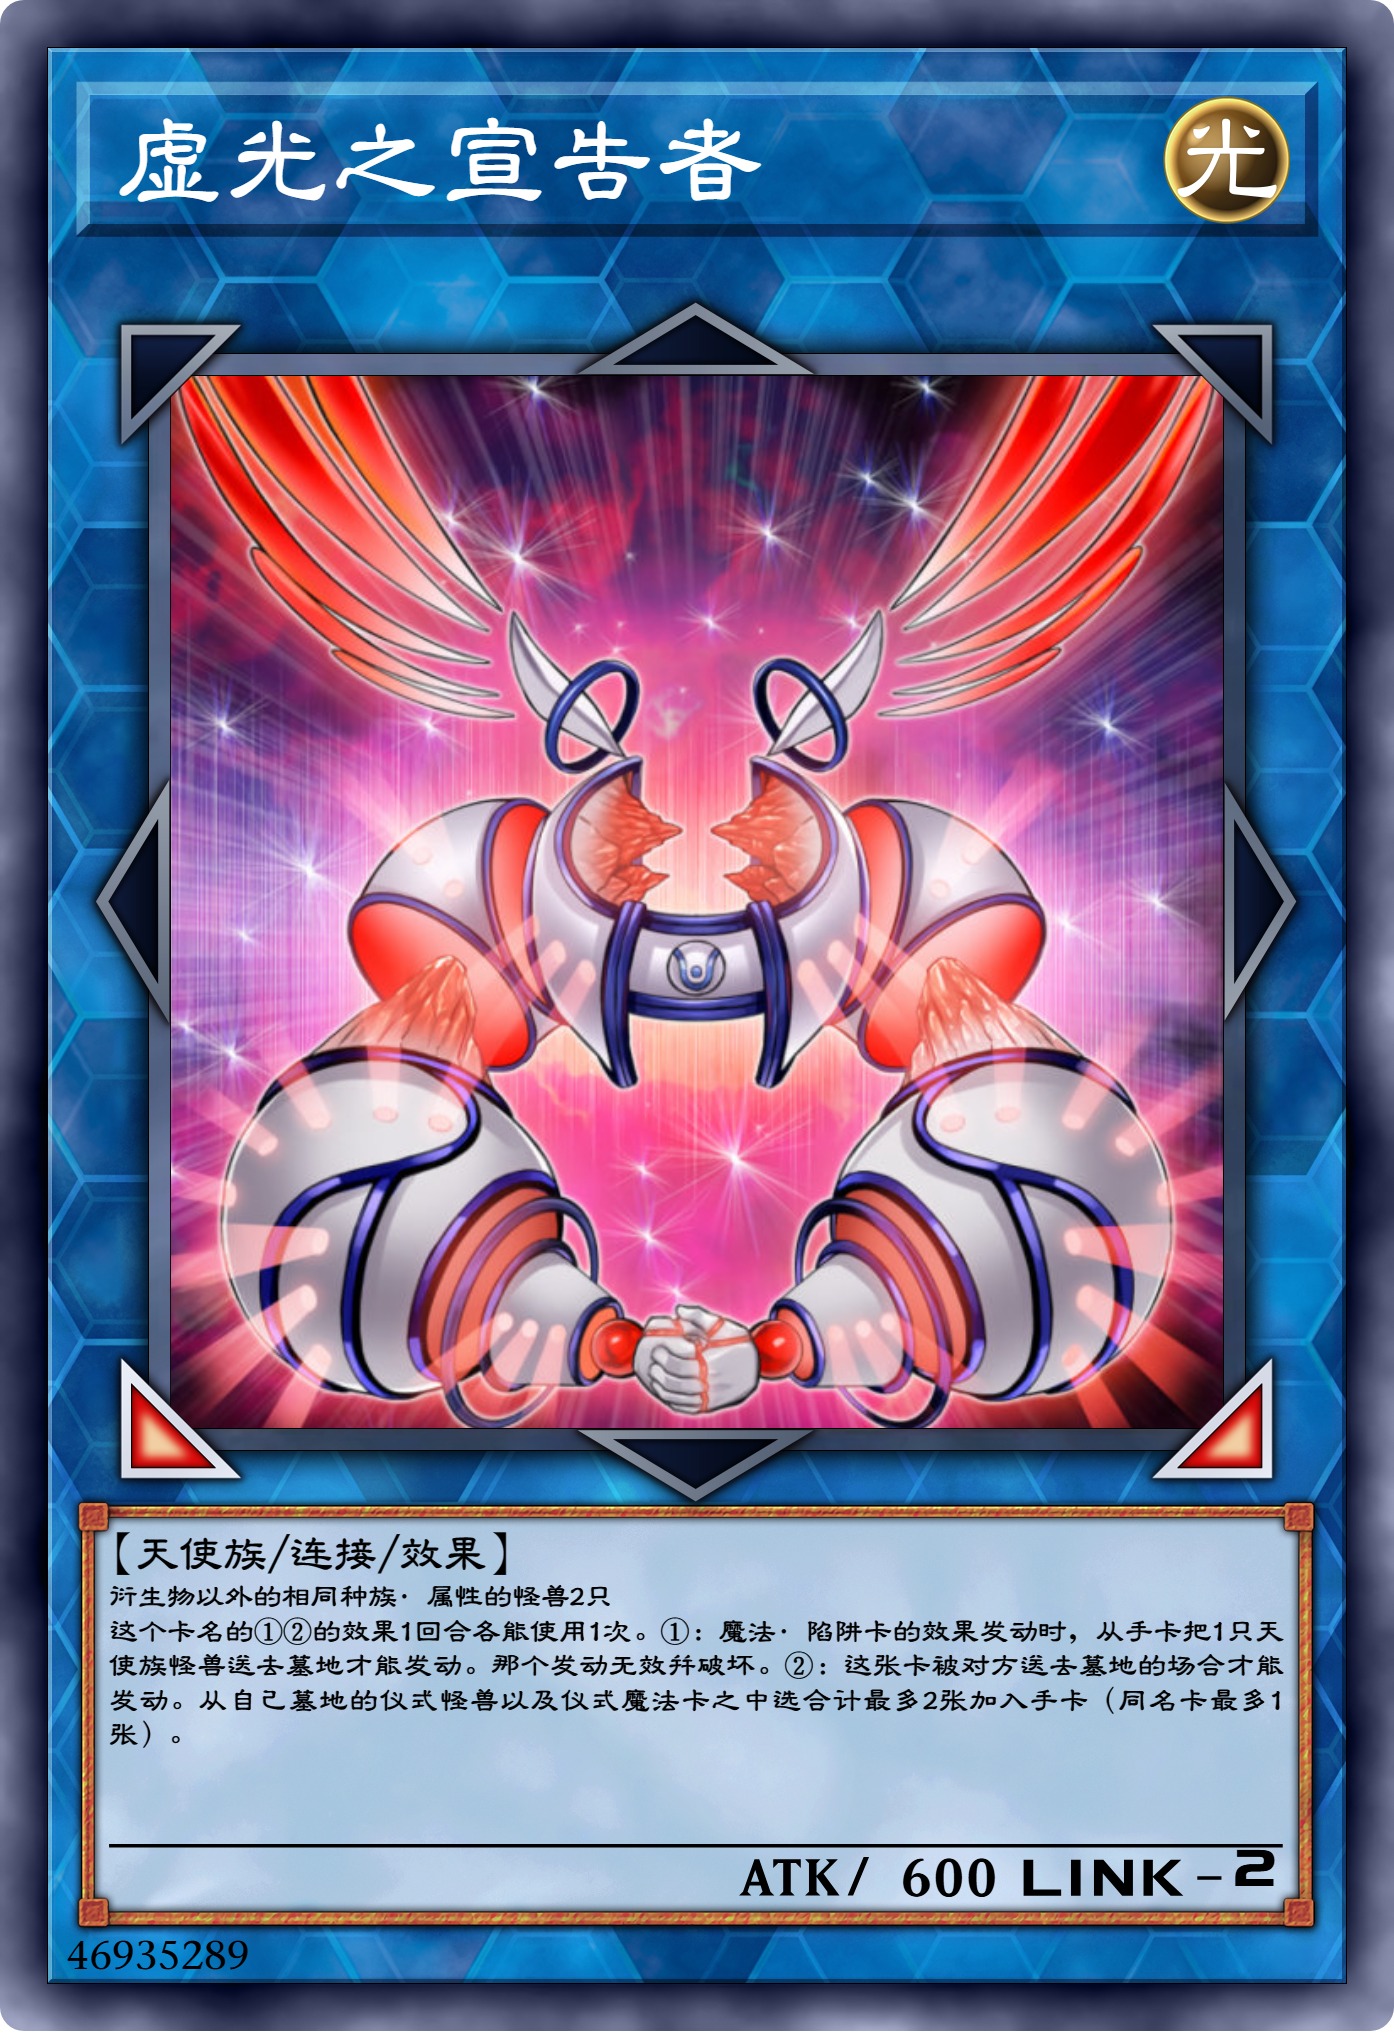 虚光之宣告者
光
【天使族/连接/效果】
衍生物以外的相同种族·属性的怪兽2只
这个卡名的①②的效果1回合各能使用1次。①：魔法·陷阱卡的效果发动时，从手卡把1只天
使族怪兽送去墓地才能发动。那个发动无效并破坏。②：这张卡被对方送去墓地的场合才能
发动。从自己墓地的仪式怪兽以及仪式魔法卡之中选合计最多2张加入手卡（同名卡最多1
张）。
ATK/ 600 LINK-2
46935289